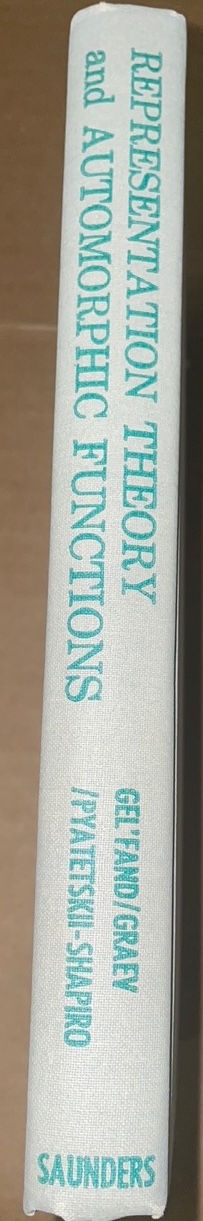 REPRESENTATION THEORY
and AUTOMORPHIC FUNCTIONS
GEL'FAND/GRAEV
/PYATETSKII-SHAPIRO
SAUNDERS